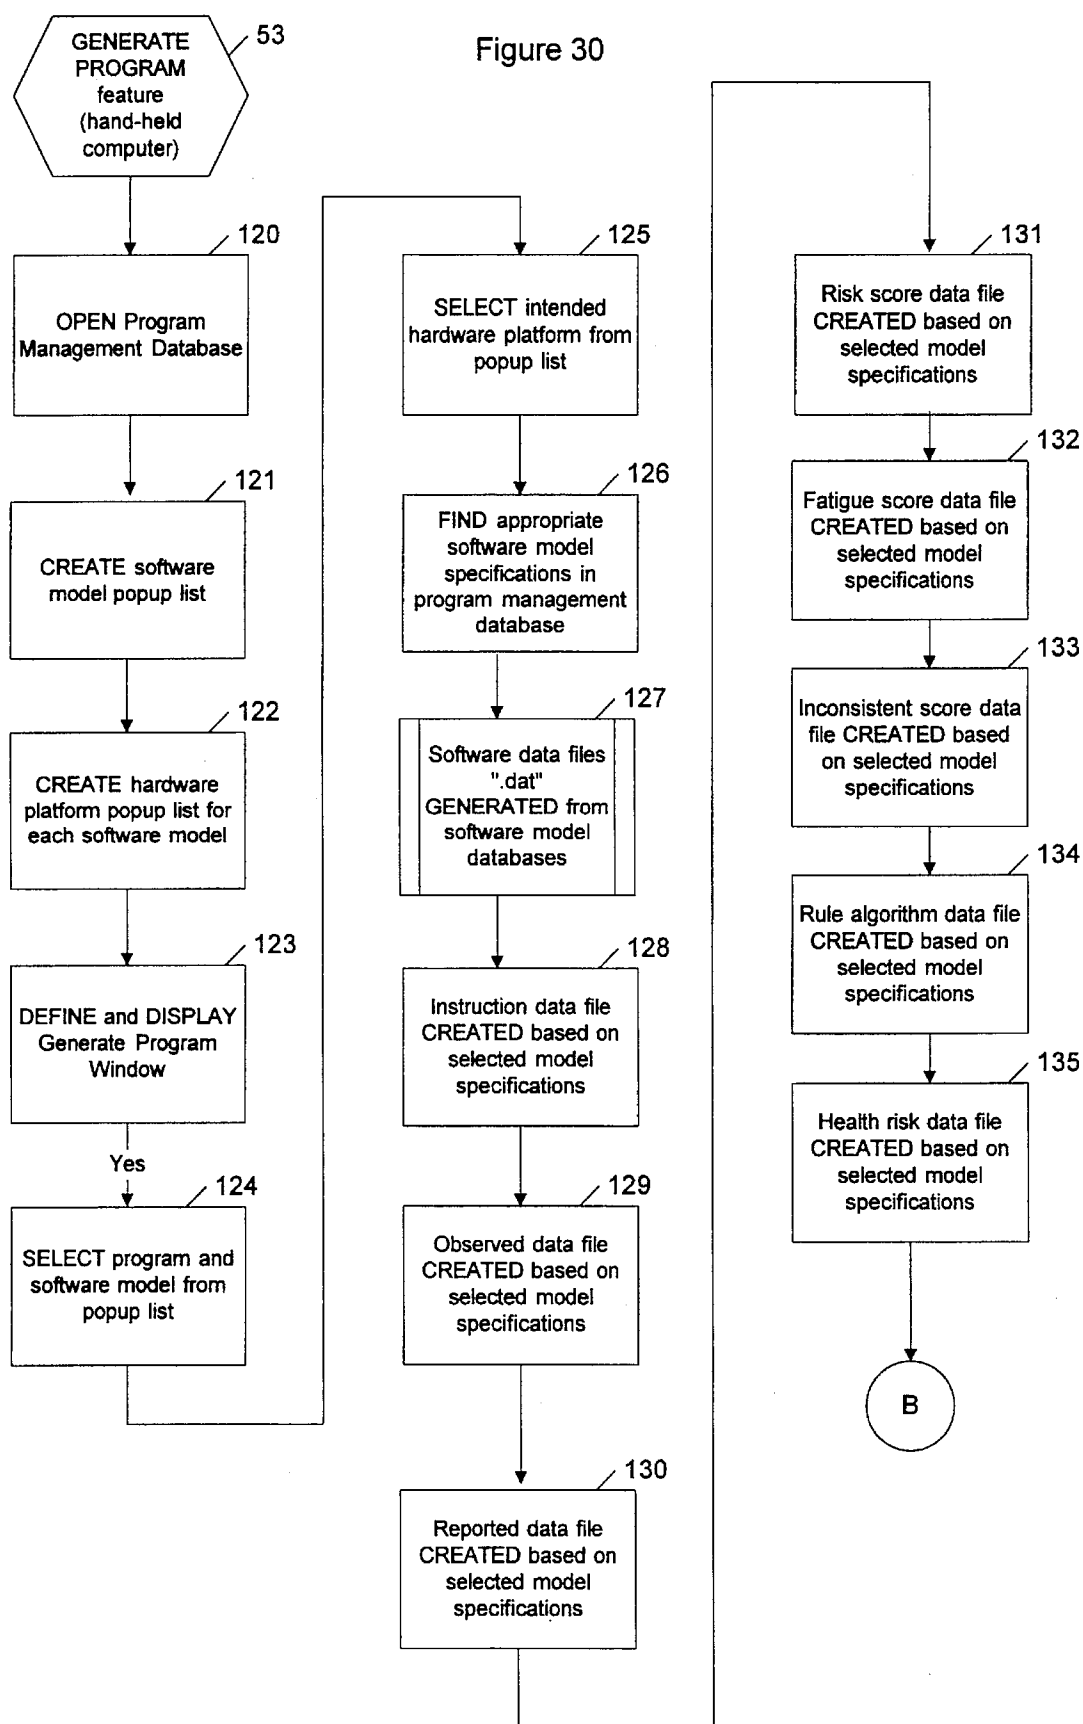 Figure 30
53
GENERATE
PROGRAM
feature
(hand-held
computer)
120
OPEN Program
Management Database
121
CREATE software
model popup list
122
CREATE hardware
platform popup list for
each software model
123
DEFINE and DISPLAY
Generate Program
Window
Yes
124
SELECT program and
software model from
popup list
125
SELECT intended
hardware platform from
popup list
126
FIND appropriate
software model
specifications in
program management
database
127
Software data files
".dat"
GENERATED from
software model
databases
128
Instruction data file
CREATED based on
selected model
specifications
129
Observed data file
CREATED based on
selected model
specifications
130
Reported data file
CREATED based on
selected model
specifications
131
Risk score data file
CREATED based on
selected model
specifications
132
Fatigue score data file
CREATED based on
selected model
specifications
133
Inconsistent score data
file CREATED based
on selected model
specifications
134
Rule algorithm data file
CREATED based on
selected model
specifications
135
Health risk data file
CREATED based on
selected model
specifications
B